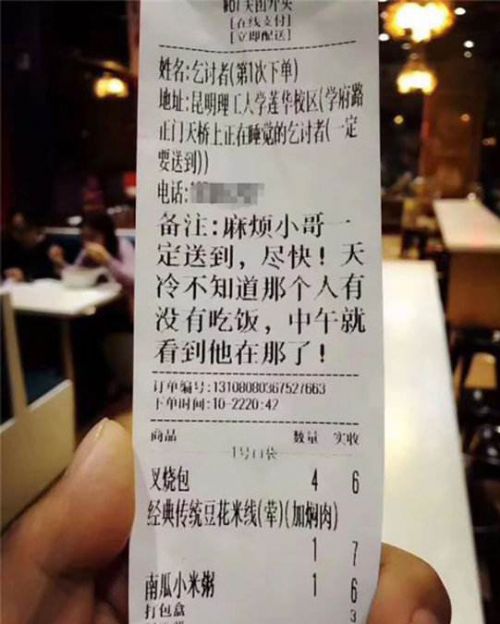 [在线支付]
[立即配送]
姓名:乞讨者(第1次下单)
地址:昆明理工大学莲华校区(学府路
正门天桥上正在睡觉的乞讨者(一定
要送到))
电话:
备注:麻烦小哥一
定送到，尽快！天
冷不知道那个人有
没有吃饭，中午就
看到他在那了！
订单编号:13108080367527663
下单时间:10-2220:42
商品 数量 实收
1号口袋
叉烧包 4 6
经典传统豆花米线(荤)(加焖肉)
1 7
南瓜小米粥 1 6
打包盒 3